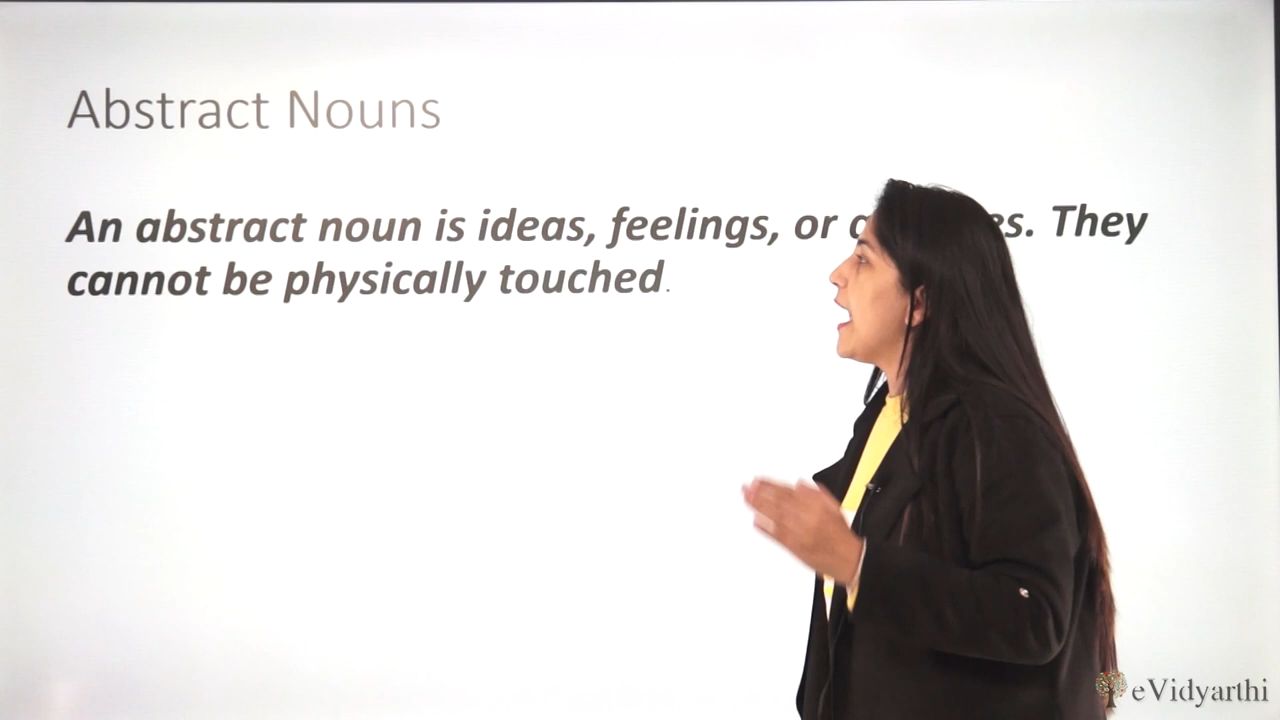 Abstract Nouns
An abstract noun is ideas, feelings, or They
cannot be physically touched.
eVidyarthi